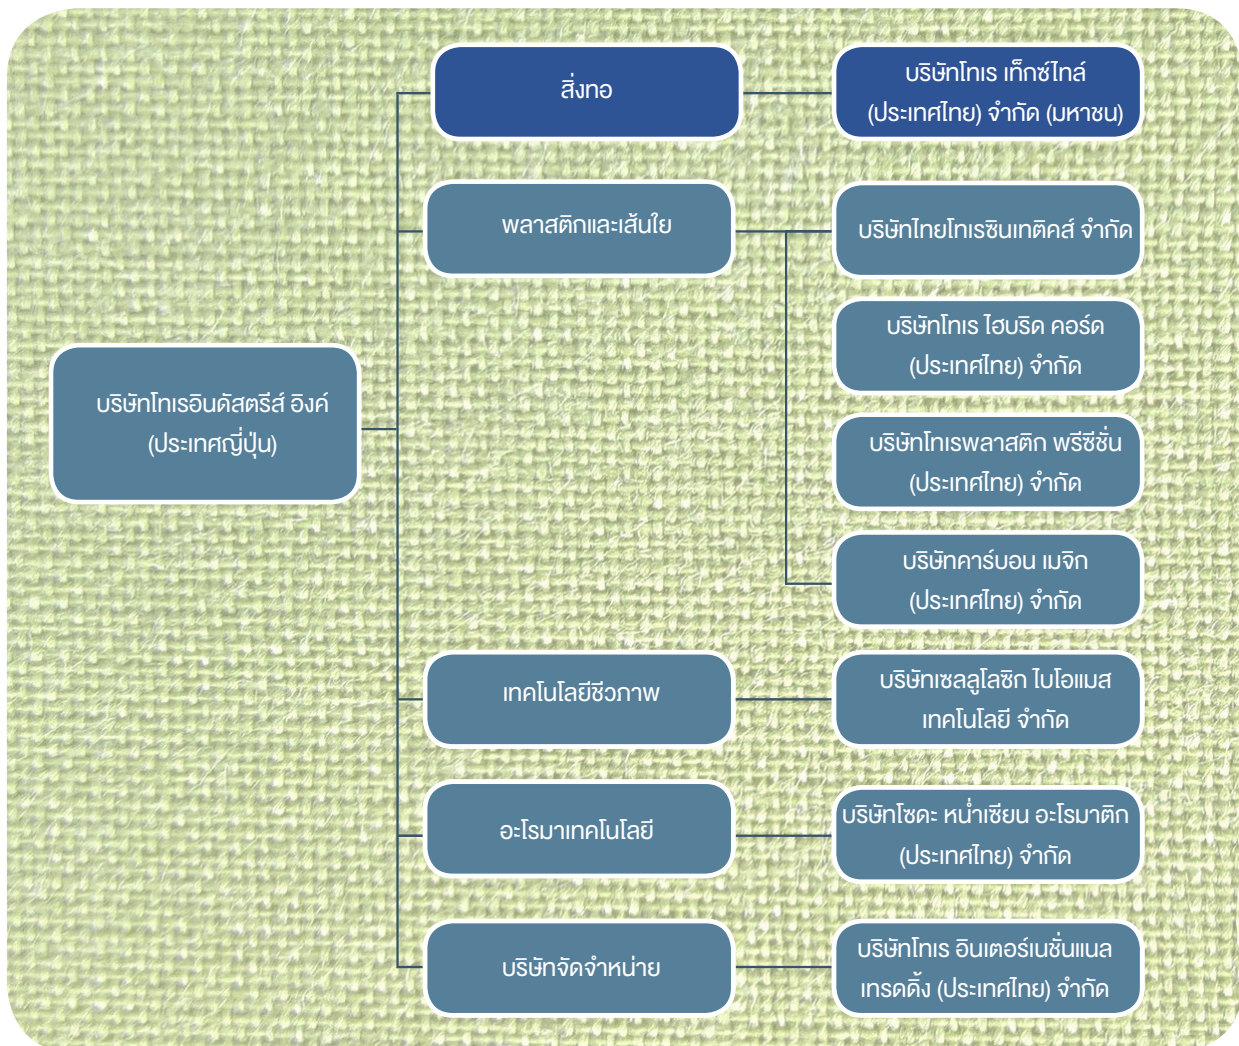 สิ่งทอ
บริษัทโทเร เท็กซ์ไทล์
(ประเทศไทย) จำกัด (มหาชน)
พลาสติกและเส้นใย
บริษัทไทยโทเรซินเทติคส์ จำกัด
บริษัทโทเร ไฮบริด คอร์ด
(ประเทศไทย) จำกัด
บริษัทโทเรอินดัสตรีส์ อิงค์
(ประเทศญี่ปุ่น)
บริษัทโทเรพลาสติก พรีซีชั่น
(ประเทศไทย) จำกัด
บริษัทคาร์บอน เมจิก
(ประเทศไทย) จำกัด
เทคโนโลยีชีวภาพ
บริษัทเซลลูโลซิก ไบโอแมส
เทคโนโลยี จำกัด
อะโรมาเทคโนโลยี
บริษัทโซดะ หน่ำเซียน อะโรมาติก
(ประเทศไทย) จำกัด
บริษัทจัดจำหน่าย
บริษัทโทเร อินเตอร์เนชั่นแนล
เทรดดิ้ง (ประเทศไทย) จำกัด